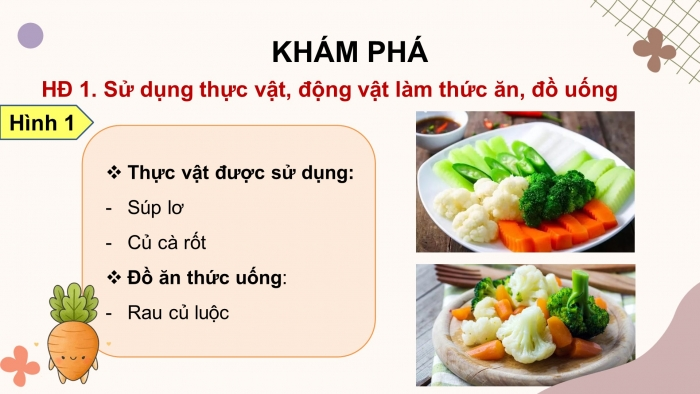 KHÁM PHÁ
HĐ 1. Sử dụng thực vật, động vật làm thức ăn, đồ uống
Hình 1
❖ Thực vật được sử dụng:
- Súp lơ
- Củ cà rốt
❖ Đồ ăn thức uống:
- Rau củ luộc